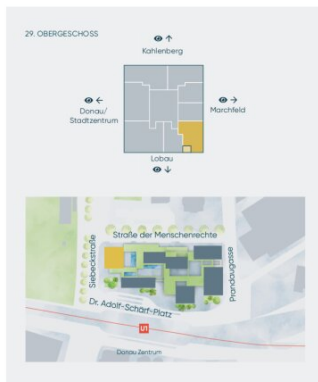 29. OBERGESCHOSS
Kahlenberg
Donau/
Stadtzentrum
Marchfeld
Lobau
Straße der Menschenrechte
Siebeckstraße
Prandaugasse
Dr. Adolf-Schärf-Platz
U1
Donau Zentrum